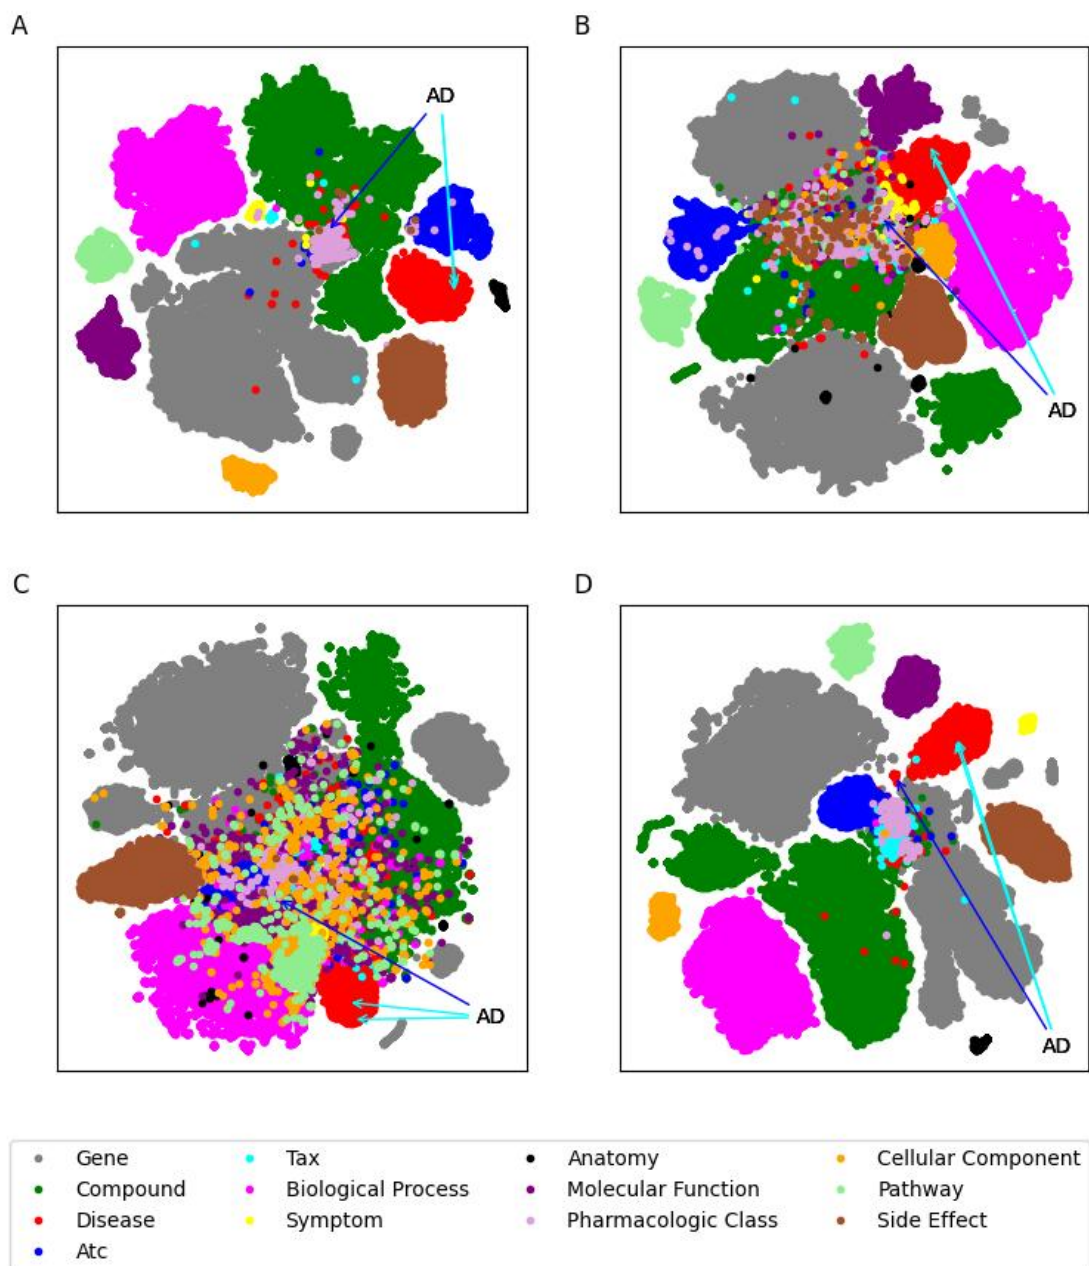 A
B
AD
AD
C
D
AD
AD
Gene
Tax
Anatomy
Cellular Component
Compound
Biological Process
Molecular Function
Pathway
Disease
Symptom
Pharmacologic Class
Side Effect
Atc